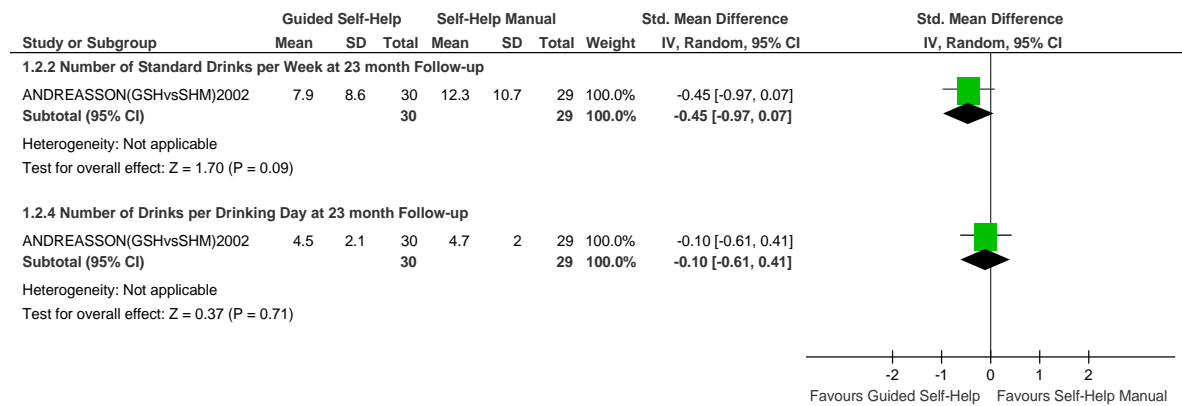 Guided Self-Help Self-Help Manual Std. Mean Difference Std. Mean Difference
Study or Subgroup Mean SD Total Mean SD Total Weight IV, Random, 95% CI IV, Random, 95% CI
1.2.2 Number of Standard Drinks per Week at 23 month Follow-up
ANDREASSON(GSHvsSHM)2002 7.9 8.6 30 12.3 10.7 29 100.0% -0.45 [-0.97, 0.07]
Subtotal (95% CI) 30 29 100.0% -0.45 [-0.97, 0.07]
Heterogeneity: Not applicable
Test for overall effect: Z = 1.70 (P = 0.09)
1.2.4 Number of Drinks per Drinking Day at 23 month Follow-up
ANDREASSON(GSHvsSHM)2002 4.5 2.1 30 4.7 2 29 100.0% -0.10 [-0.61, 0.41]
Subtotal (95% CI) 30 29 100.0% -0.10 [-0.61, 0.41]
Heterogeneity: Not applicable
Test for overall effect: Z = 0.37 (P = 0.71)
-2 -1 0 1 2
Favours Guided Self-Help Favours Self-Help Manual